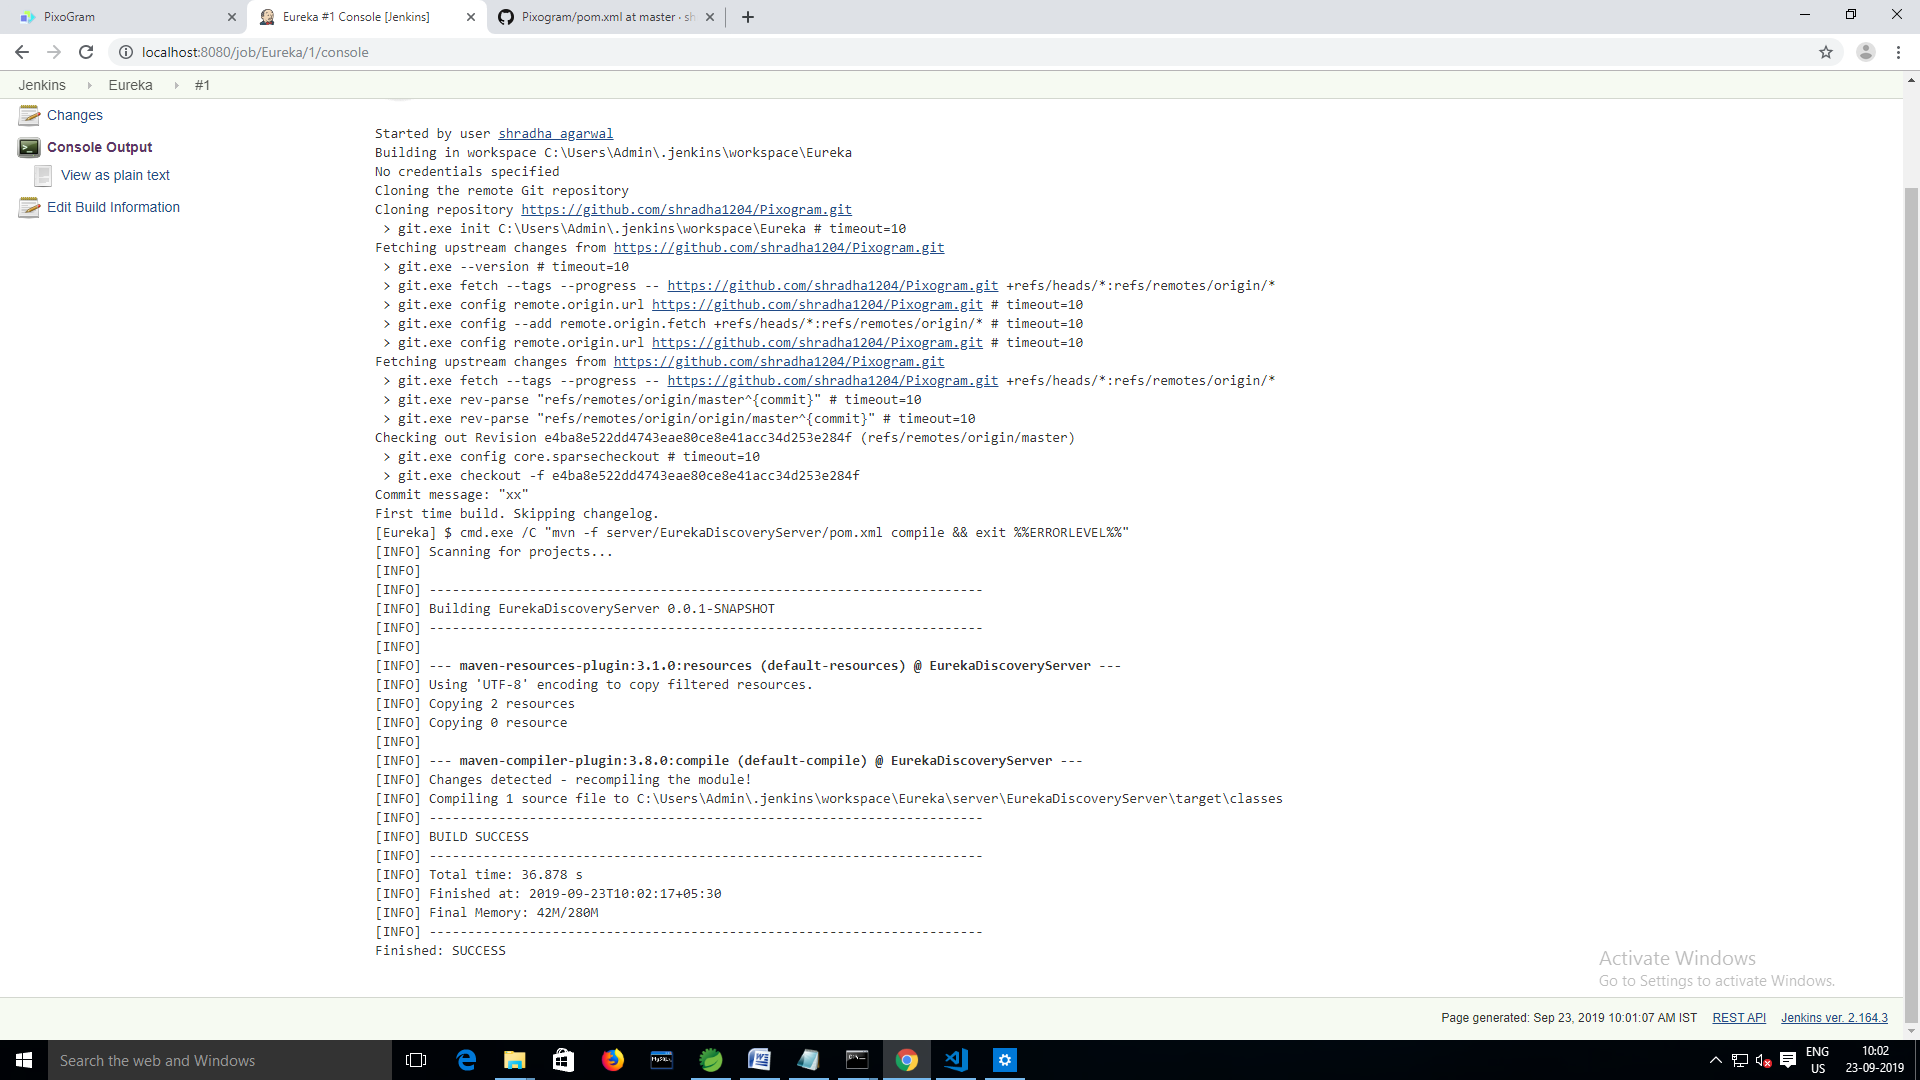 PixoGram
Eureka #1 Console [Jenkins]
Pixogram/pom.xml at master · sh
localhost:8080/job/Eureka/1/console
Jenkins
Eureka
#1
Changes
Console Output
View as plain text
Edit Build Information
Started by user shradha agarwal
Building in workspace C:\Users\Admin\.jenkins\workspace\Eureka
No credentials specified
Cloning the remote Git repository
Cloning repository https://github.com/shradha1204/Pixogram.git
 > git.exe init C:\Users\Admin\.jenkins\workspace\Eureka # timeout=10
Fetching upstream changes from https://github.com/shradha1204/Pixogram.git
 > git.exe --version # timeout=10
 > git.exe fetch --tags --progress -- https://github.com/shradha1204/Pixogram.git +refs/heads/*:refs/remotes/origin/*
 > git.exe config remote.origin.url https://github.com/shradha1204/Pixogram.git # timeout=10
 > git.exe config --add remote.origin.fetch +refs/heads/*:refs/remotes/origin/* # timeout=10
 > git.exe config remote.origin.url https://github.com/shradha1204/Pixogram.git # timeout=10
Fetching upstream changes from https://github.com/shradha1204/Pixogram.git
 > git.exe fetch --tags --progress -- https://github.com/shradha1204/Pixogram.git +refs/heads/*:refs/remotes/origin/*
 > git.exe rev-parse "refs/remotes/origin/master^{commit}" # timeout=10
 > git.exe rev-parse "refs/remotes/origin/origin/master^{commit}" # timeout=10
Checking out Revision e4ba8e522dd4743eae80ce8e41acc34d253e284f (refs/remotes/origin/master)
 > git.exe config core.sparsecheckout # timeout=10
 > git.exe checkout -f e4ba8e522dd4743eae80ce8e41acc34d253e284f
Commit message: "xx"
First time build. Skipping changelog.
[Eureka] $ cmd.exe /C "mvn -f server/EurekaDiscoveryServer/pom.xml compile && exit %%ERRORLEVEL%%"
[INFO] Scanning for projects...
[INFO]
[INFO] ------------------------------------------------------------------------
[INFO] Building EurekaDiscoveryServer 0.0.1-SNAPSHOT
[INFO] ------------------------------------------------------------------------
[INFO]
[INFO] --- maven-resources-plugin:3.1.0:resources (default-resources) @ EurekaDiscoveryServer ---
[INFO] Using 'UTF-8' encoding to copy filtered resources.
[INFO] Copying 2 resources
[INFO] Copying 0 resource
[INFO]
[INFO] --- maven-compiler-plugin:3.8.0:compile (default-compile) @ EurekaDiscoveryServer ---
[INFO] Changes detected - recompiling the module!
[INFO] Compiling 1 source file to C:\Users\Admin\.jenkins\workspace\Eureka\server\EurekaDiscoveryServer\target\classes
[INFO] ------------------------------------------------------------------------
[INFO] BUILD SUCCESS
[INFO] ------------------------------------------------------------------------
[INFO] Total time: 36.878 s
[INFO] Finished at: 2019-09-23T10:02:17+05:30
[INFO] Final Memory: 42M/280M
[INFO] ------------------------------------------------------------------------
Finished: SUCCESS
Activate Windows
Go to Settings to activate Windows.
Page generated: Sep 23, 2019 10:01:07 AM IST
REST API
Jenkins ver. 2.164.3
Search the web and Windows
MySQL
ENG
US
10:02
23-09-2019